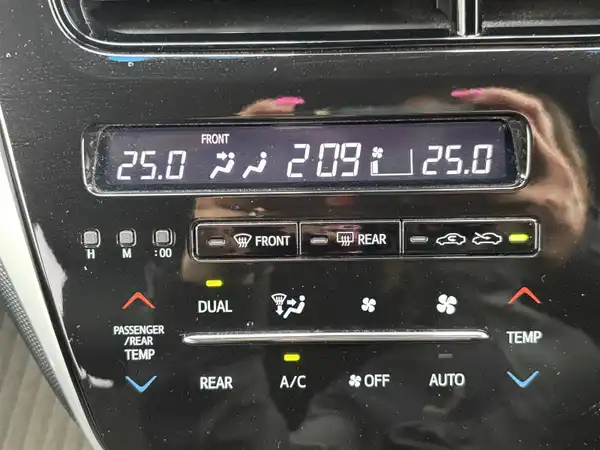 FRONT
25.0 2:09 25.0
FRONT REAR
H M :00
DUAL
PASSENGER
/REAR
TEMP
TEMP
REAR A/C OFF AUTO